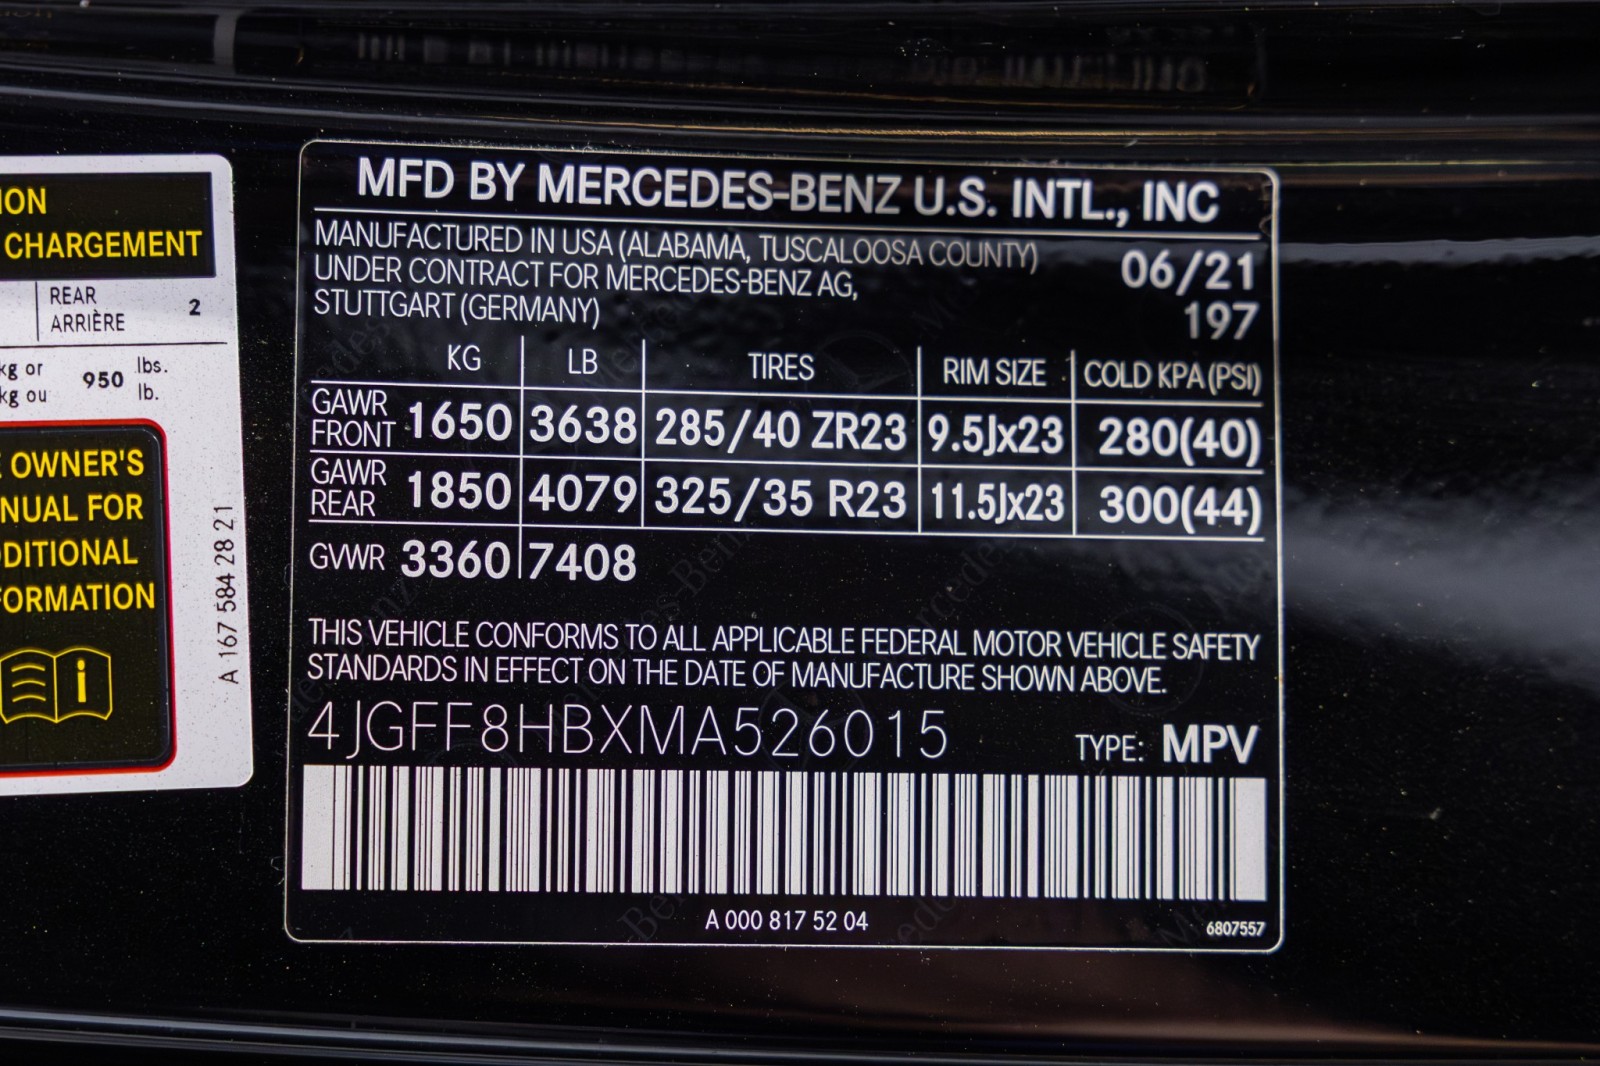 ION
CHARGEMENT
REAR
ARRIÈRE 2
kg or
kg ou 950 lbs.
lb.
OWNER'S
NUAL FOR
DDITIONAL
FORMATION
A 167 584 28 21
MFD BY MERCEDES-BENZ U.S. INTL., INC
MANUFACTURED IN USA (ALABAMA, TUSCALOOSA COUNTY) 06/21
UNDER CONTRACT FOR MERCEDES-BENZ AG,
STUTTGART (GERMANY) 197
KG LB TIRES RIM SIZE COLD KPA (PSI)
GAWR FRONT 1650 3638 285/40 ZR23 9.5Jx23 280(40)
GAWR REAR 1850 4079 325/35 R23 11.5Jx23 300(44)
GVWR 3360 7408
THIS VEHICLE CONFORMS TO ALL APPLICABLE FEDERAL MOTOR VEHICLE SAFETY
STANDARDS IN EFFECT ON THE DATE OF MANUFACTURE SHOWN ABOVE.
4JGFF8HBXMA526015 TYPE: MPV
A 000 817 52 04
6807557